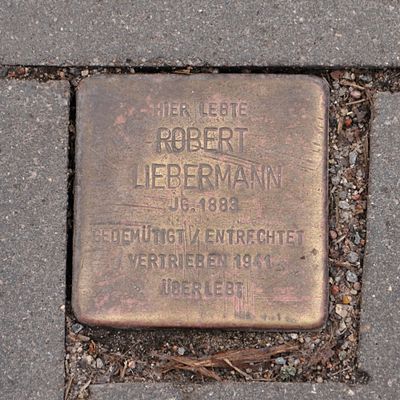 HIER LEBTE
ROBERT
LIEBERMANN
JG. 1883
GEDEMÜTIGT / ENTRECHTET
VERTRIEBEN 1941
ÜBERLEBT